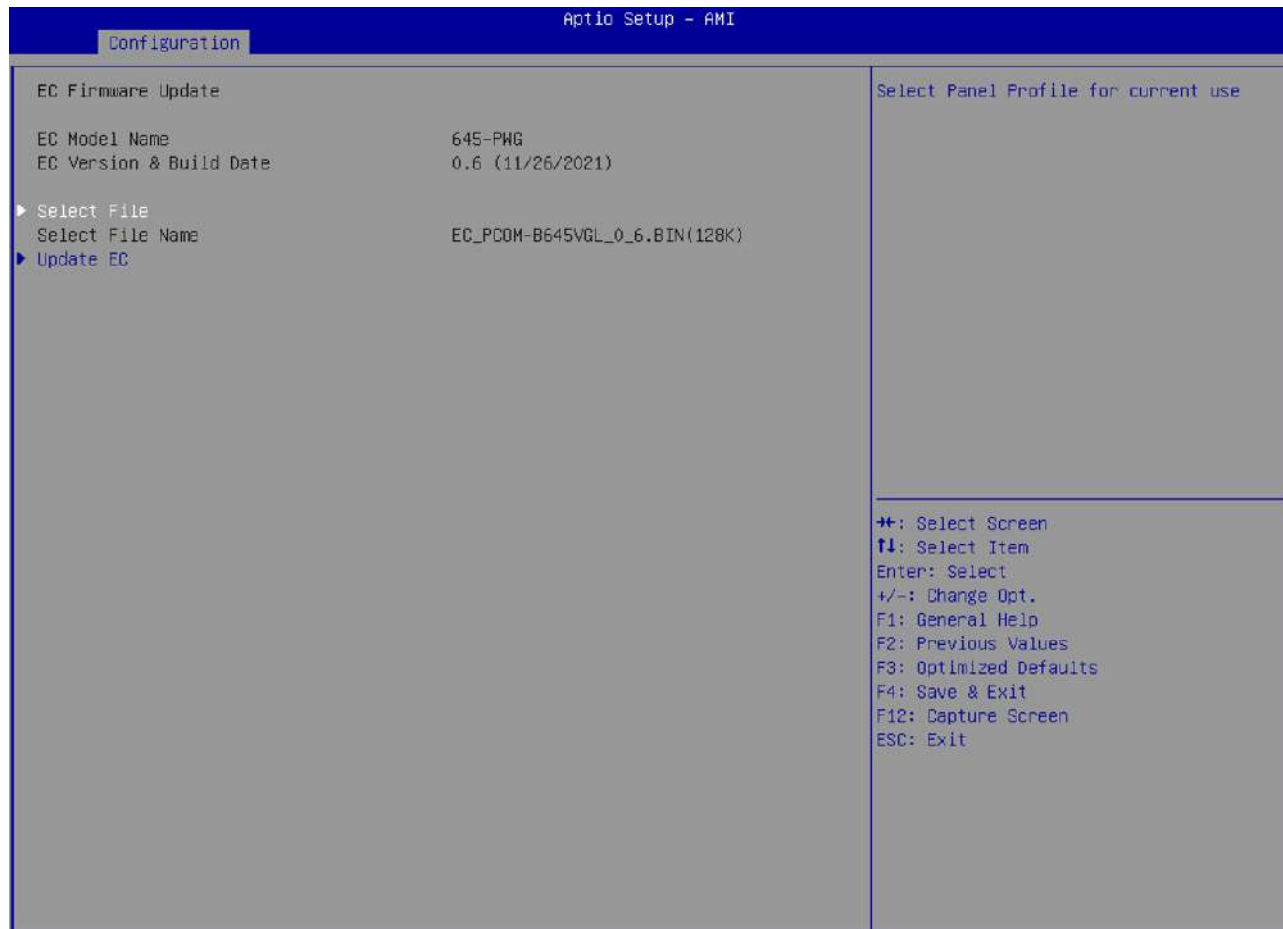 Aptio Setup – AMI
Configuration
EC Firmware Update
EC Model Name 645-PWG
EC Version & Build Date 0.6 (11/26/2021)
▶ Select File
Select File Name EC_PCOM-B645VGL_0_6.BIN(128K)
▶ Update EC
Select Panel Profile for current use
→←: Select Screen
↑↓: Select Item
Enter: Select
+/-: Change Opt.
F1: General Help
F2: Previous Values
F3: Optimized Defaults
F4: Save & Exit
F12: Capture Screen
ESC: Exit